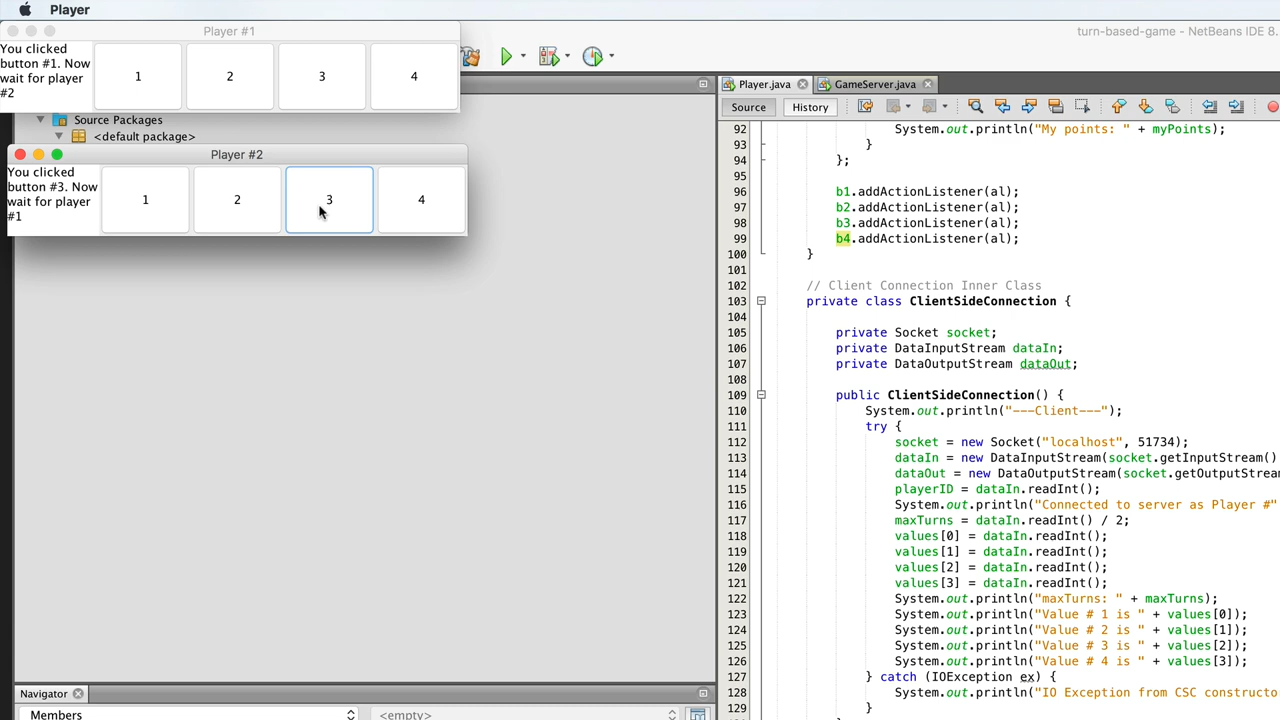 Player
Player #1
You clicked
button #1. Now
wait for player
#2
1
2
3
4
turn-based-game - NetBeans IDE 8.
Source Packages
<default package>
Player #2
You clicked
button #3. Now
wait for player
#1
1
2
3
4
Player.java
GameServer.java
Source
History
92 System.out.println("My points: " + myPoints);
93 }
94 };
95
96 b1.addActionListener(al);
97 b2.addActionListener(al);
98 b3.addActionListener(al);
99 b4.addActionListener(al);
100 }
101
102 // Client Connection Inner Class
103 private class ClientSideConnection {
104
105 private Socket socket;
106 private DataInputStream dataIn;
107 private DataOutputStream dataOut;
108
109 public ClientSideConnection() {
110 System.out.println("---Client---");
111 try {
112 socket = new Socket("localhost", 51734);
113 dataIn = new DataInputStream(socket.getInputStream()
114 dataOut = new DataOutputStream(socket.getOutputStrea
115 playerID = dataIn.readInt();
116 System.out.println("Connected to server as Player #"
117 maxTurns = dataIn.readInt() / 2;
118 values[0] = dataIn.readInt();
119 values[1] = dataIn.readInt();
120 values[2] = dataIn.readInt();
121 values[3] = dataIn.readInt();
122 System.out.println("maxTurns: " + maxTurns);
123 System.out.println("Value # 1 is " + values[0]);
124 System.out.println("Value # 2 is " + values[1]);
125 System.out.println("Value # 3 is " + values[2]);
126 System.out.println("Value # 4 is " + values[3]);
127 } catch (IOException ex) {
128 System.out.println("IO Exception from CSC constructo
129 }
Navigator
Members
<empty>